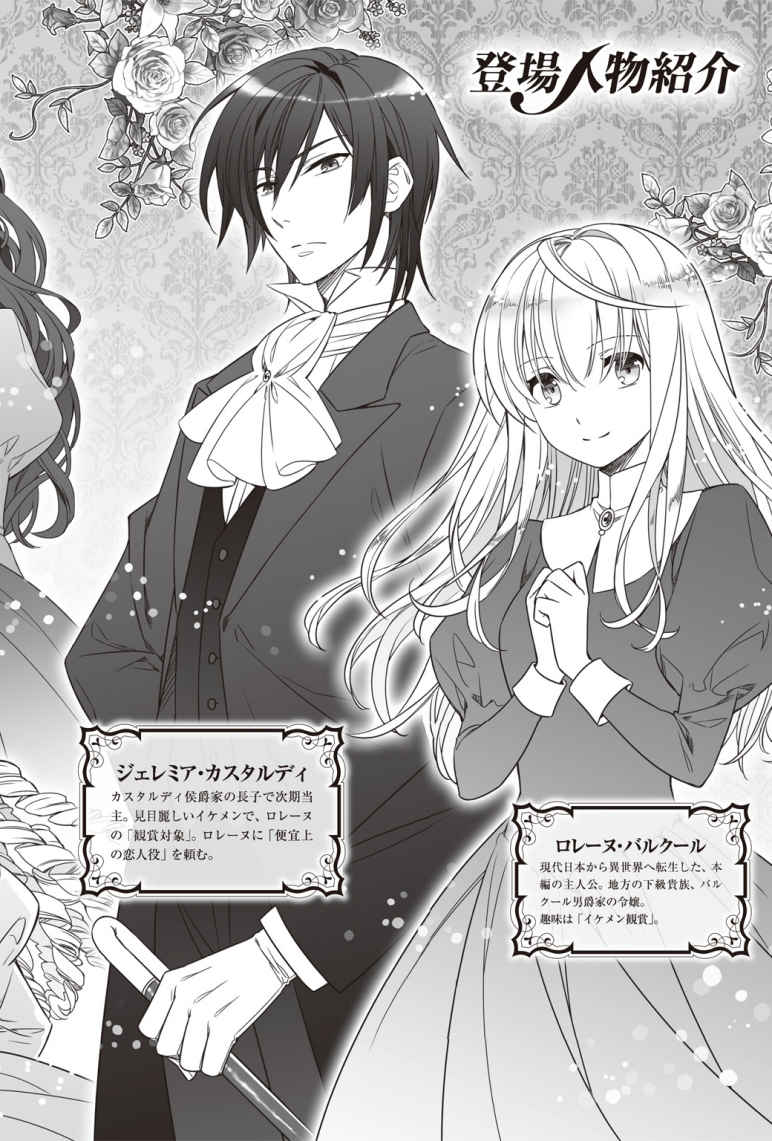 登場人物紹介
ロレーヌ・バルクール
現代日本から異世界へ転生した、本
編の主人公。地方の下級貴族、バル
クール男爵家の令嬢。
趣味は「イケメン観賞」。
ジェレミア・カスタルディ
カスタルディ侯爵家の長子で次期当
主。見目麗しいイケメンで、ロレーヌ
の「観賞対象」。ロレーヌに「便宜上
の恋人役」を頼む。